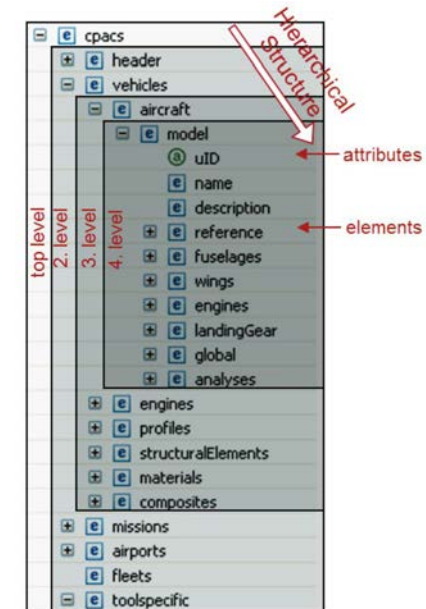 cpacs
header
vehicles
aircraft
model
uID
name
description
reference
fuselages
wings
engines
landingGear
global
analyses
engines
profiles
structuralElements
materials
composites
missions
airports
fleets
toolspecific
Hierarchical
Structure
attributes
elements
top level
2. level
3. level
4. level